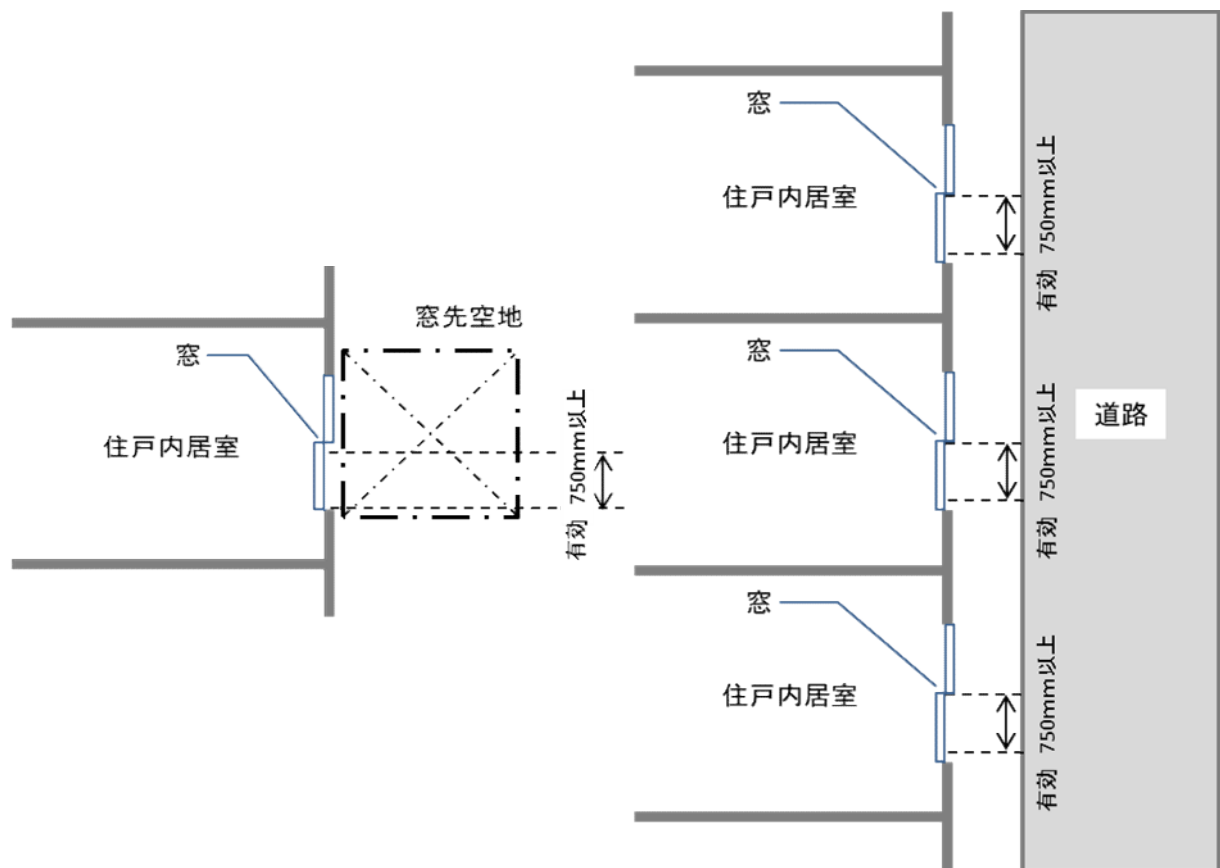 窓先空地
窓
住戸内居室
有効 750mm以上
窓
住戸内居室
有効 750mm以上
窓
住戸内居室
有効 750mm以上
窓
住戸内居室
有効 750mm以上
道路